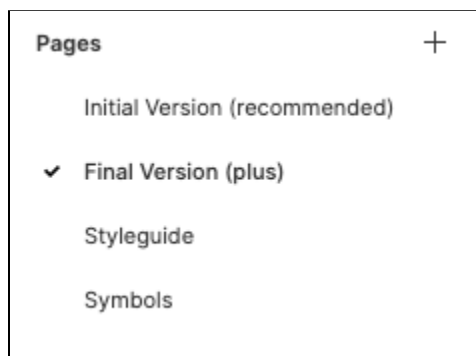 Pages
Initial Version (recommended)
Final Version (plus)
Styleguide
Symbols